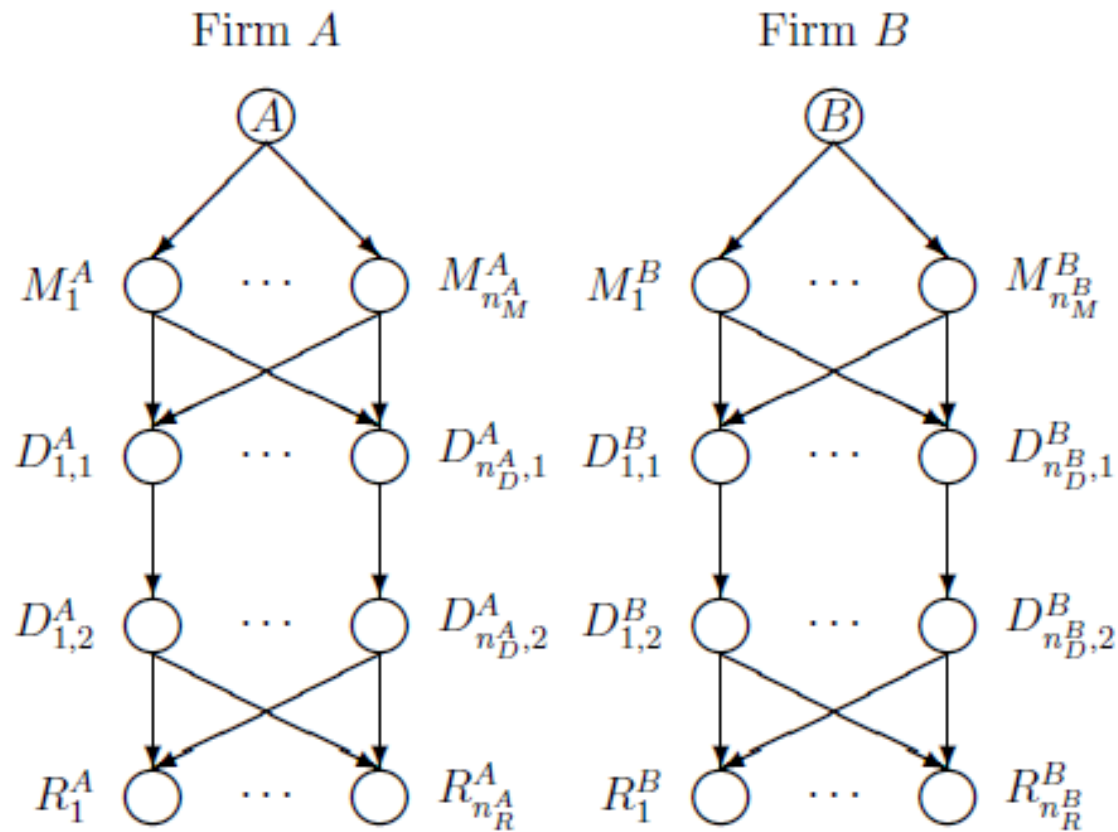 Firm A Firm B
A B
M_1^A ... M_{n_M^A}^A M_1^B ... M_{n_M^B}^B
D_{1,1}^A ... D_{n_D^A,1}^A D_{1,1}^B ... D_{n_D^B,1}^B
D_{1,2}^A ... D_{n_D^A,2}^A D_{1,2}^B ... D_{n_D^B,2}^B
R_1^A ... R_{n_R^A}^A R_1^B ... R_{n_R^B}^B